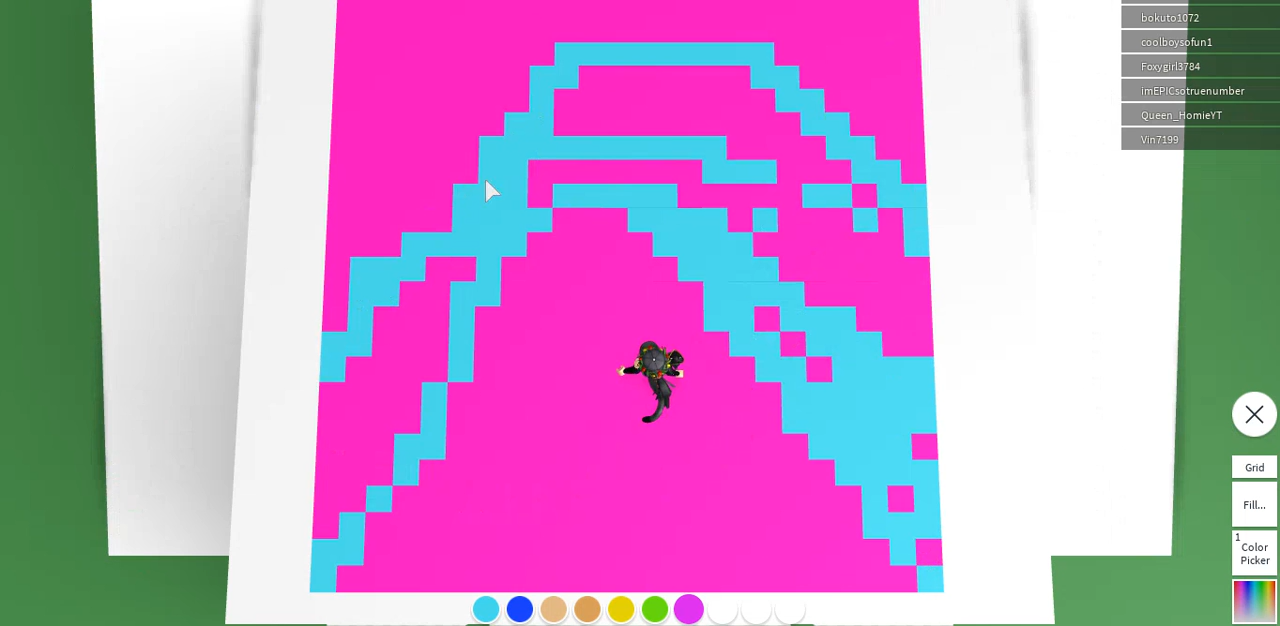 bokuto1072
coolboysofun1
Foxygirl3784
imEPICsotruenumber
Queen_HomieYT
Vin7199
Grid
Fill...
1
Color
Picker